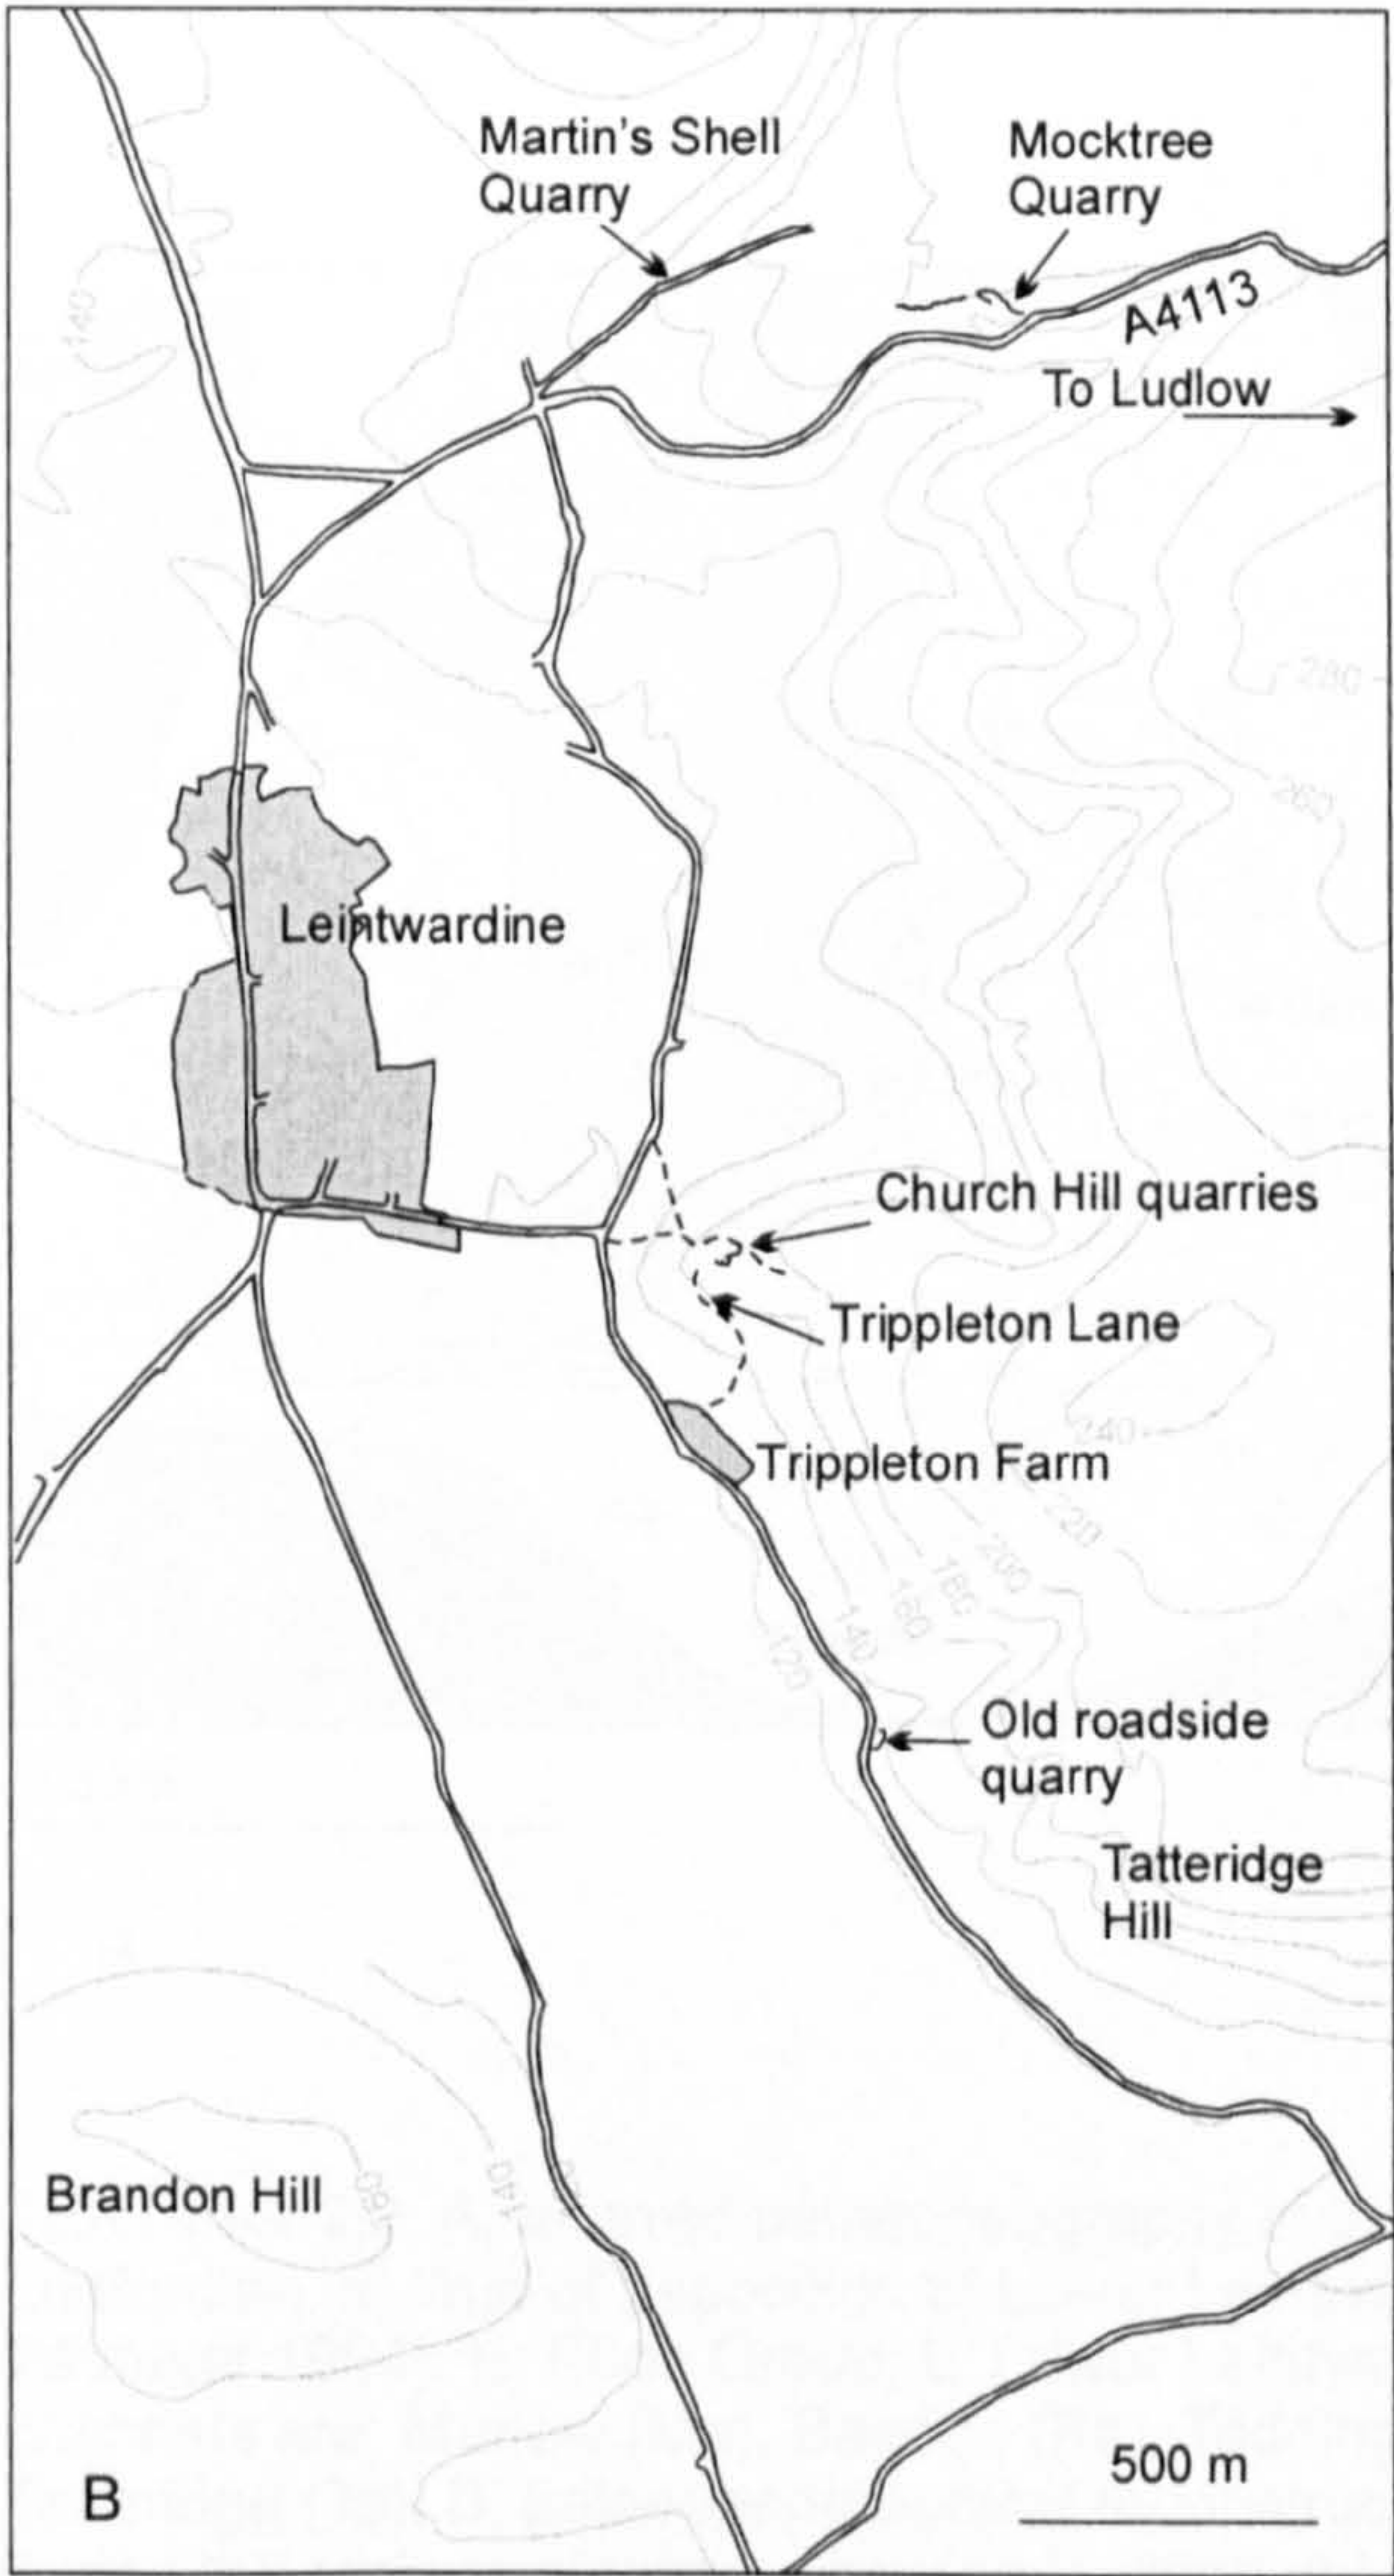 Martin's Shell
Quarry
Mocktree
Quarry
A4113
To Ludlow
140
280
260
Leintwardine
Church Hill quarries
Trippleton Lane
240
Trippleton Farm
220
200
180
160
140
120
Old roadside
quarry
Tatteridge
Hill
Brandon Hill
160
140
500 m
B